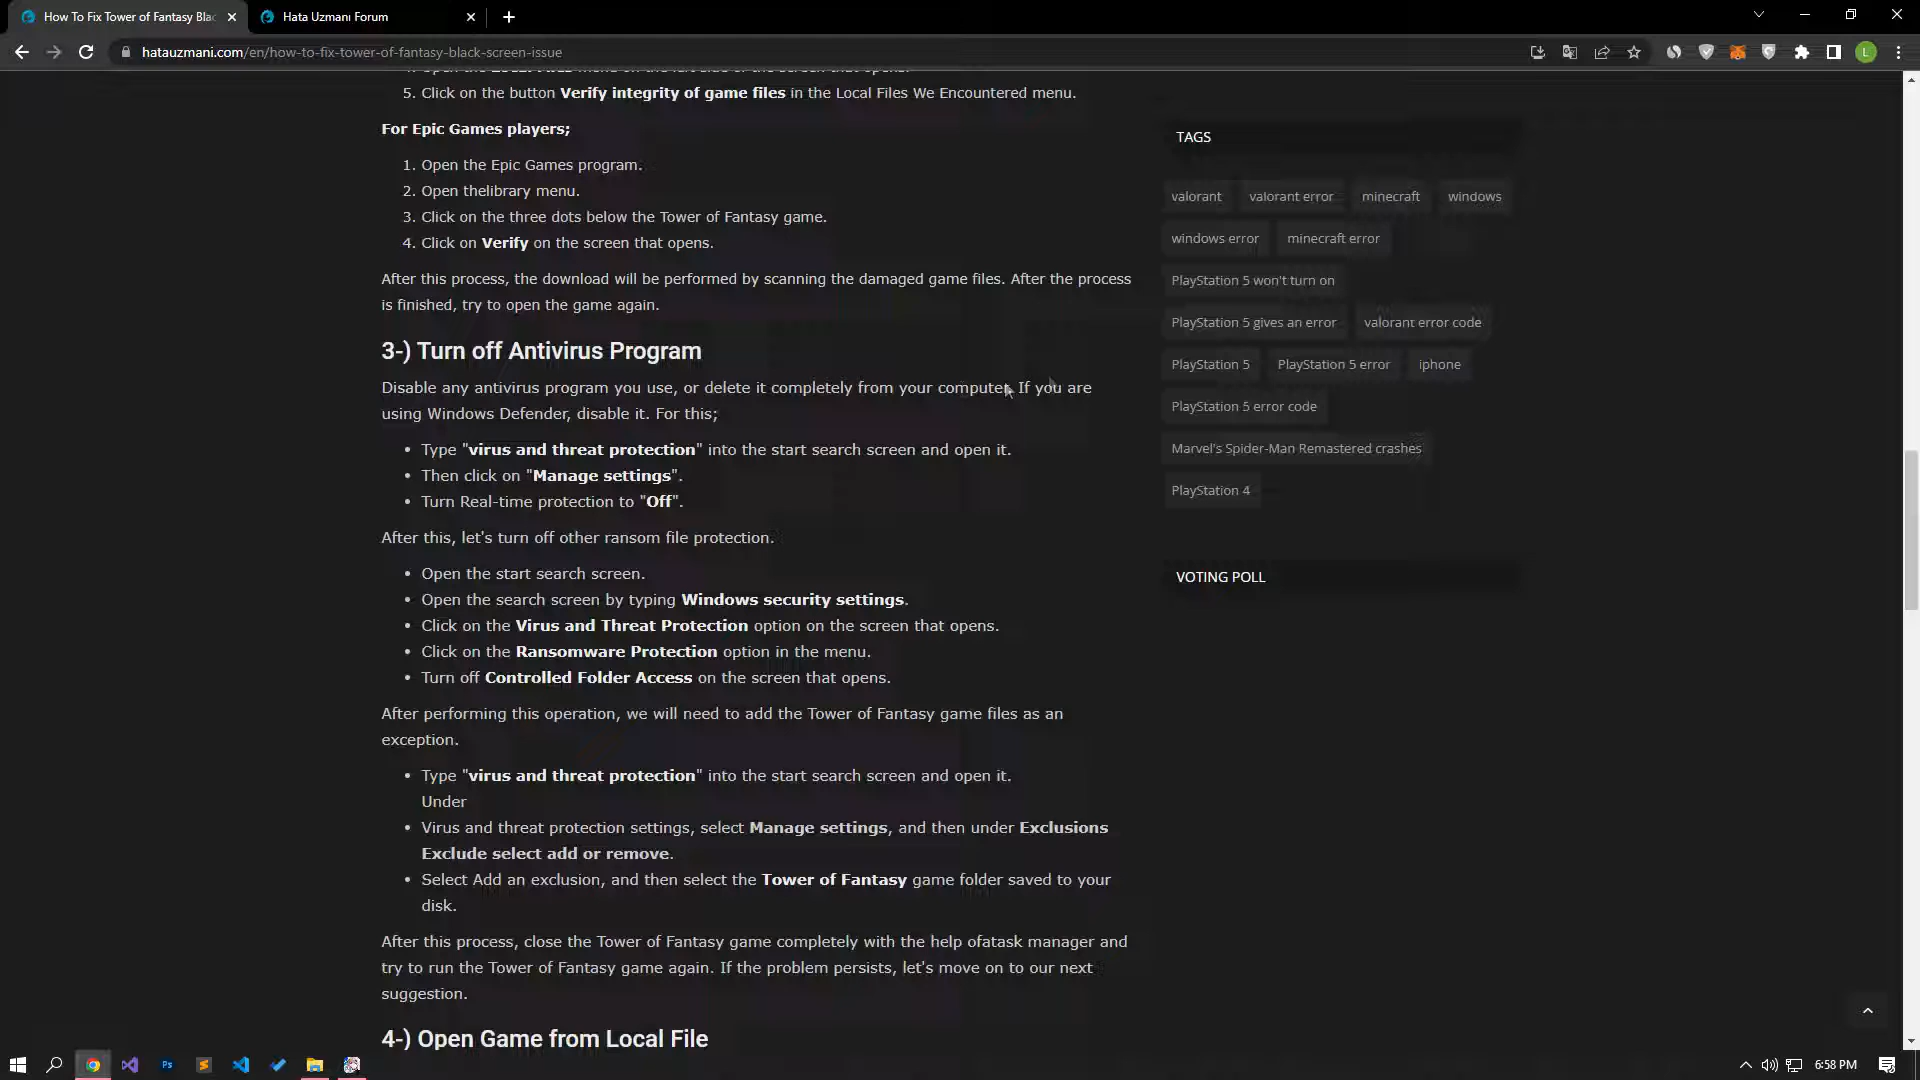 How To Fix Tower of Fantasy Blac
Hata Uzmanı Forum
hatauzmani.com/en/how-to-fix-tower-of-fantasy-black-screen-issue
L
5. Click on the button Verify integrity of game files in the Local Files We Encountered menu.
For Epic Games players;
1. Open the Epic Games program.
2. Open thelibrary menu.
3. Click on the three dots below the Tower of Fantasy game.
4. Click on Verify on the screen that opens.
After this process, the download will be performed by scanning the damaged game files. After the process
is finished, try to open the game again.
3-) Turn off Antivirus Program
Disable any antivirus program you use, or delete it completely from your computer. If you are
using Windows Defender, disable it. For this;
• Type "virus and threat protection" into the start search screen and open it.
• Then click on "Manage settings".
• Turn Real-time protection to "Off".
After this, let's turn off other ransom file protection.
• Open the start search screen.
• Open the search screen by typing Windows security settings.
• Click on the Virus and Threat Protection option on the screen that opens.
• Click on the Ransomware Protection option in the menu.
• Turn off Controlled Folder Access on the screen that opens.
After performing this operation, we will need to add the Tower of Fantasy game files as an
exception.
• Type "virus and threat protection" into the start search screen and open it.
Under
• Virus and threat protection settings, select Manage settings, and then under Exclusions
Exclude select add or remove.
• Select Add an exclusion, and then select the Tower of Fantasy game folder saved to your
disk.
After this process, close the Tower of Fantasy game completely with the help ofatask manager and
try to run the Tower of Fantasy game again. If the problem persists, let's move on to our next
suggestion.
4-) Open Game from Local File
TAGS
valorant valorant error minecraft windows
windows error minecraft error
PlayStation 5 won't turn on
PlayStation 5 gives an error valorant error code
PlayStation 5 PlayStation 5 error iphone
PlayStation 5 error code
Marvel's Spider-Man Remastered crashes
PlayStation 4
VOTING POLL
Ps
6:58 PM